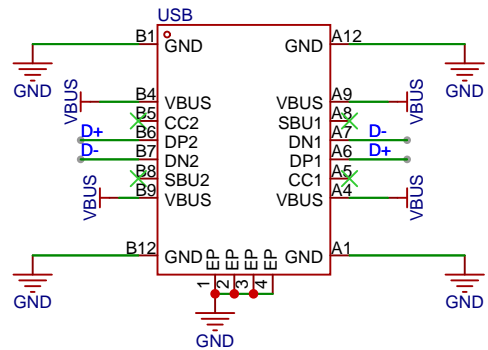 USB
B1 GND GND A12
GND GND
VBUS B4 VBUS VBUS A9 VBUS
B5 CC2 SBU1 A8
D+ B6 DP2 DN1 A7 D-
D- B7 DN2 DP1 A6 D+
B8 SBU2 CC1 A5
VBUS B9 VBUS VBUS A4 VBUS
B12 GND GND A1
EP EP EP EP
1 2 3 4
GND GND
GND